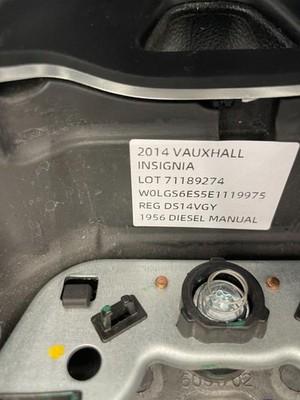 2014 VAUXHALL
INSIGNIA
LOT 71189274
W0LGS6ES5E1119975
REG DS14VGY
1956 DIESEL MANUAL